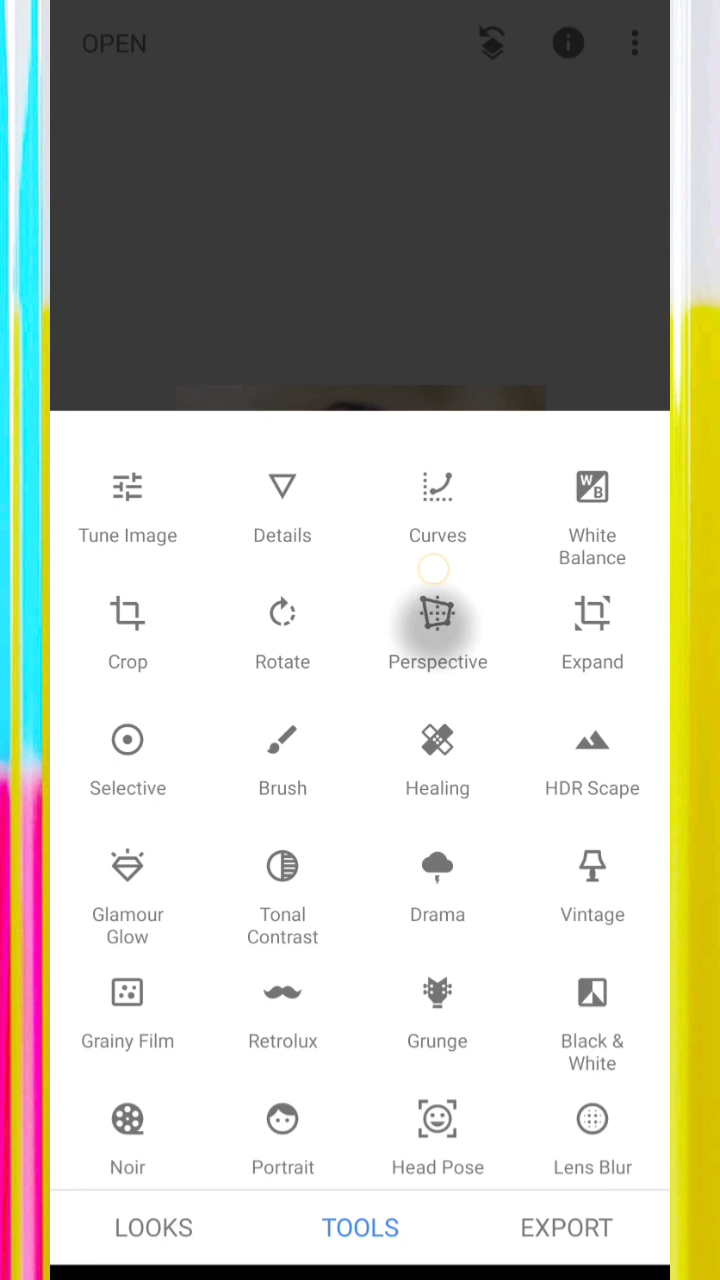 OPEN
Tune Image
Details
Curves
White
Balance
Crop
Rotate
Perspective
Expand
Selective
Brush
Healing
HDR Scape
Glamour
Glow
Tonal
Contrast
Drama
Vintage
Grainy Film
Retrolux
Grunge
Black &
White
Noir
Portrait
Head Pose
Lens Blur
LOOKS
TOOLS
EXPORT